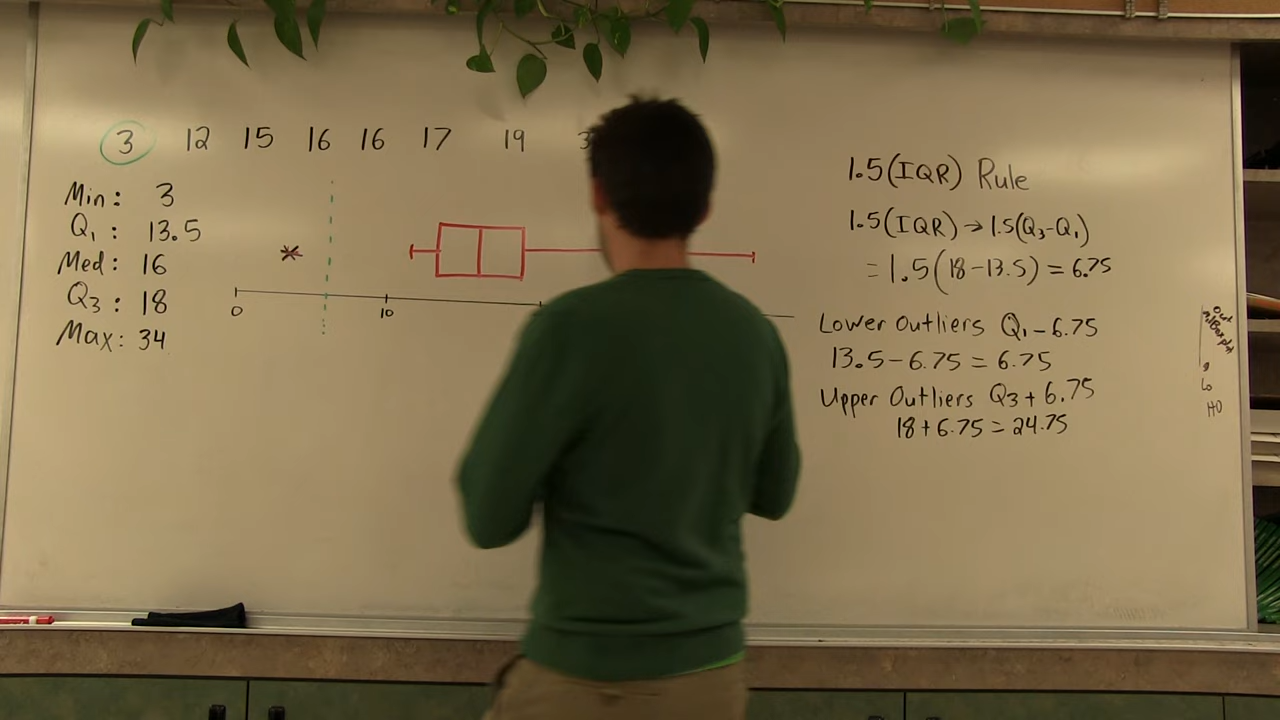 3 12 15 16 16 17 19 3
Min: 3
Q₁: 13.5
Med: 16
Q₃: 18
Max: 34
0 10
1.5(IQR) Rule
1.5(IQR) → 1.5(Q₃-Q₁)
= 1.5(18-13.5) = 6.75
Lower Outliers Q₁-6.75
13.5-6.75 = 6.75
Upper Outliers Q₃+6.75
18+6.75 = 24.75
HO